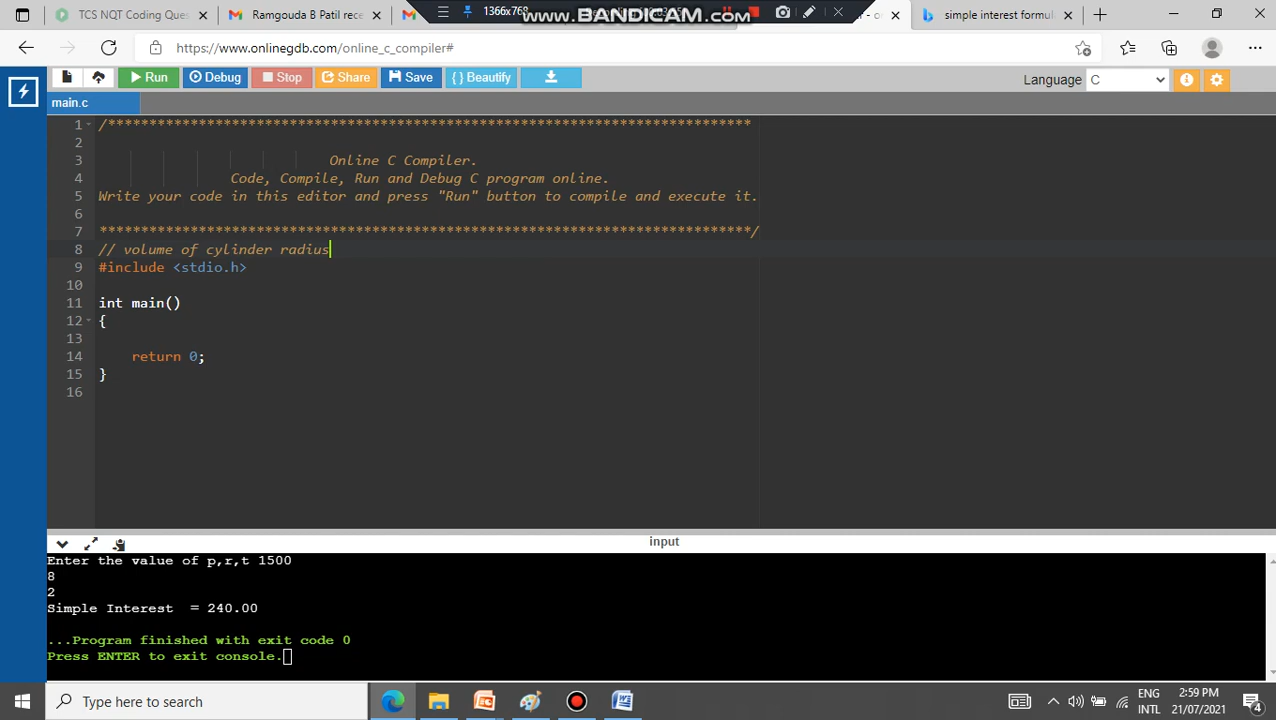 TCS NQT Coding Ques
Ramgouda B Patil rece
1366x768
www.BANDICAM.com
simple interest formul
https://www.onlinegdb.com/online_c_compiler#
Run
Debug
Stop
Share
Save
{ } Beautify
Language C
main.c
1 /******************************************************************************
2
3 Online C Compiler.
4 Code, Compile, Run and Debug C program online.
5 Write your code in this editor and press "Run" button to compile and execute it.
6
7 *******************************************************************************/
8 // volume of cylinder radius
9 #include <stdio.h>
10
11 int main()
12 {
13
14 return 0;
15 }
16
input
Enter the value of p,r,t 1500
8
2
Simple Interest  = 240.00
...Program finished with exit code 0
Press ENTER to exit console.
Type here to search
ENG
INTL
2:59 PM
21/07/2021
4